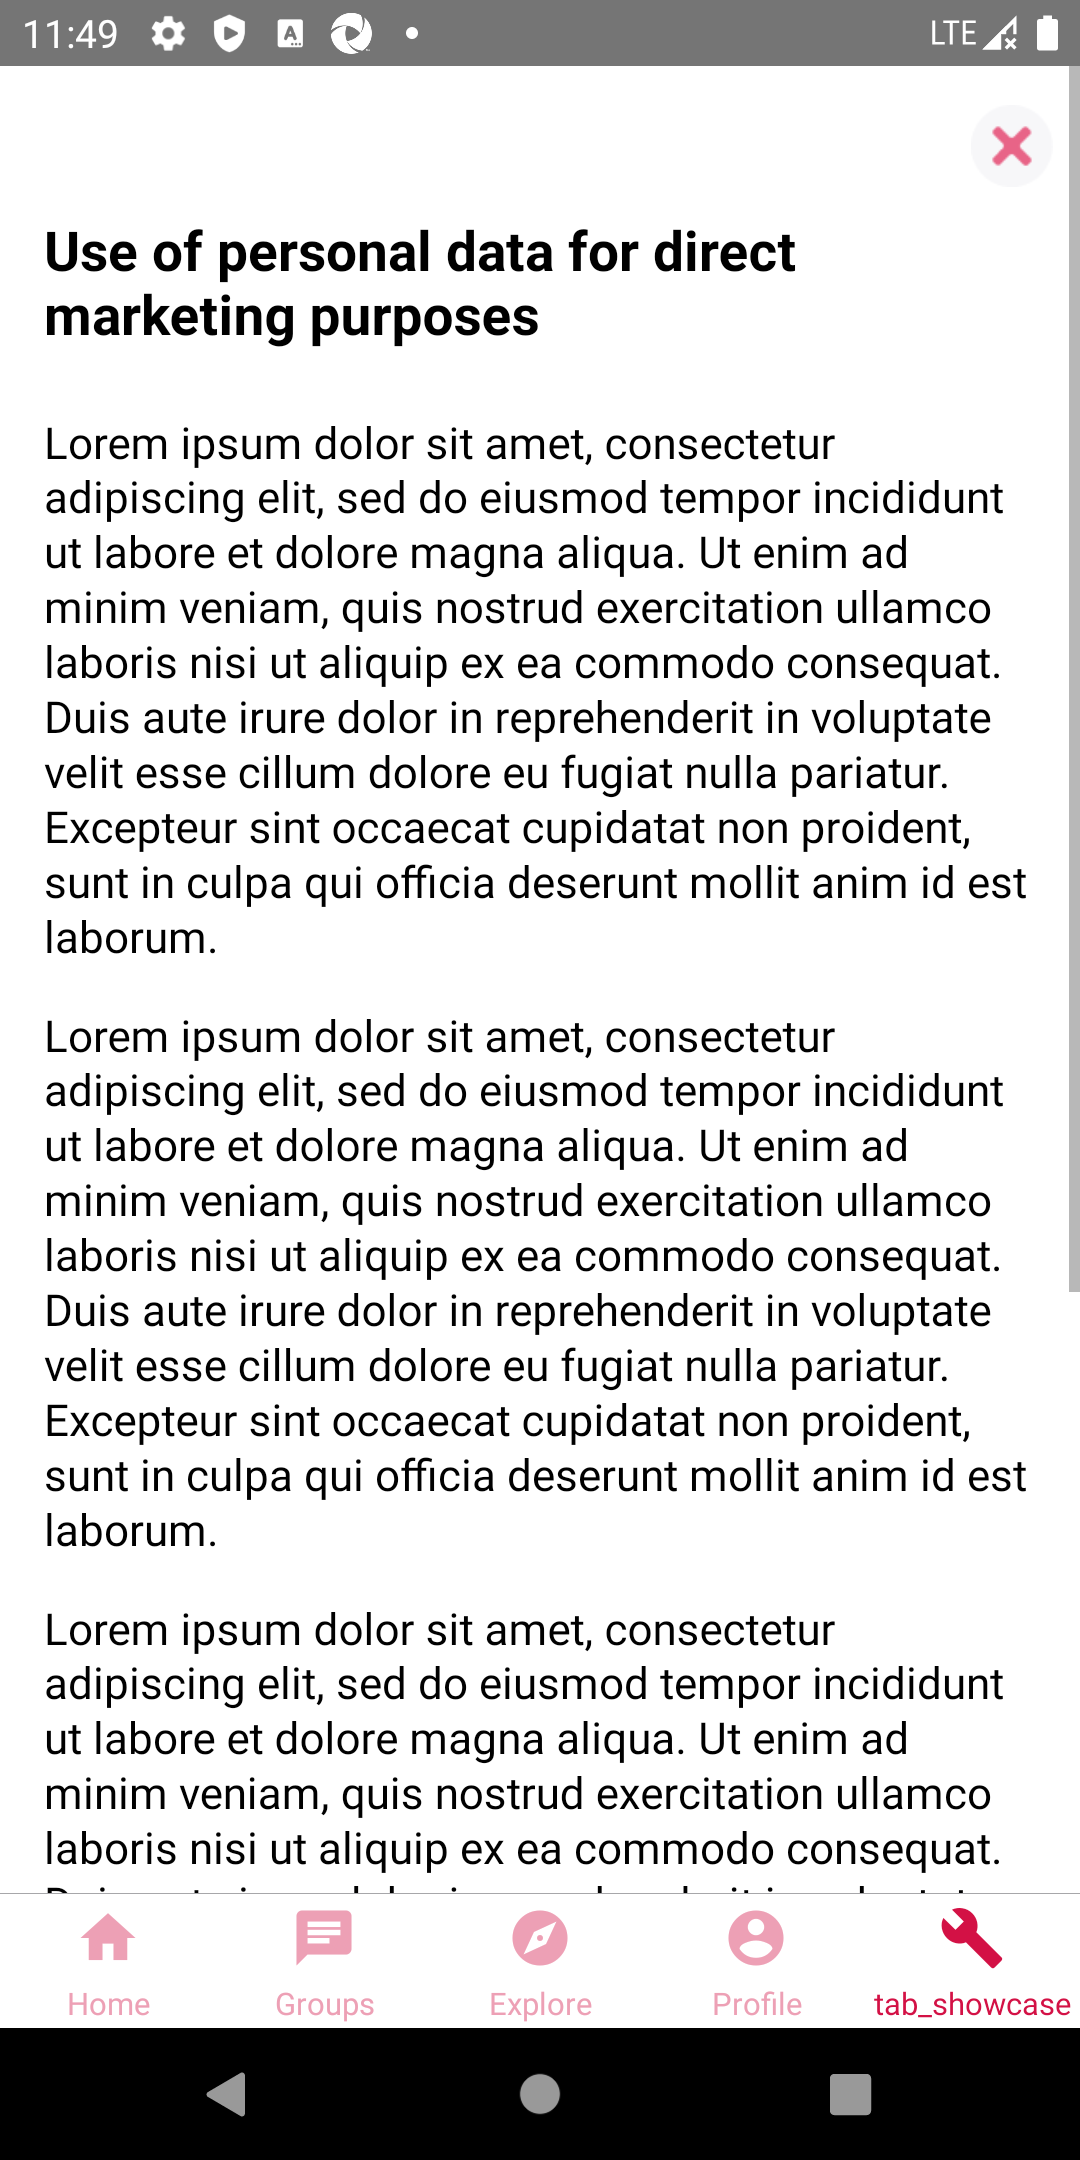 11:49
LTE
Use of personal data for direct
marketing purposes
Lorem ipsum dolor sit amet, consectetur
adipiscing elit, sed do eiusmod tempor incididunt
ut labore et dolore magna aliqua. Ut enim ad
minim veniam, quis nostrud exercitation ullamco
laboris nisi ut aliquip ex ea commodo consequat.
Duis aute irure dolor in reprehenderit in voluptate
velit esse cillum dolore eu fugiat nulla pariatur.
Excepteur sint occaecat cupidatat non proident,
sunt in culpa qui officia deserunt mollit anim id est
laborum.
Lorem ipsum dolor sit amet, consectetur
adipiscing elit, sed do eiusmod tempor incididunt
ut labore et dolore magna aliqua. Ut enim ad
minim veniam, quis nostrud exercitation ullamco
laboris nisi ut aliquip ex ea commodo consequat.
Duis aute irure dolor in reprehenderit in voluptate
velit esse cillum dolore eu fugiat nulla pariatur.
Excepteur sint occaecat cupidatat non proident,
sunt in culpa qui officia deserunt mollit anim id est
laborum.
Lorem ipsum dolor sit amet, consectetur
adipiscing elit, sed do eiusmod tempor incididunt
ut labore et dolore magna aliqua. Ut enim ad
minim veniam, quis nostrud exercitation ullamco
laboris nisi ut aliquip ex ea commodo consequat.
Home
Groups
Explore
Profile
tab_showcase